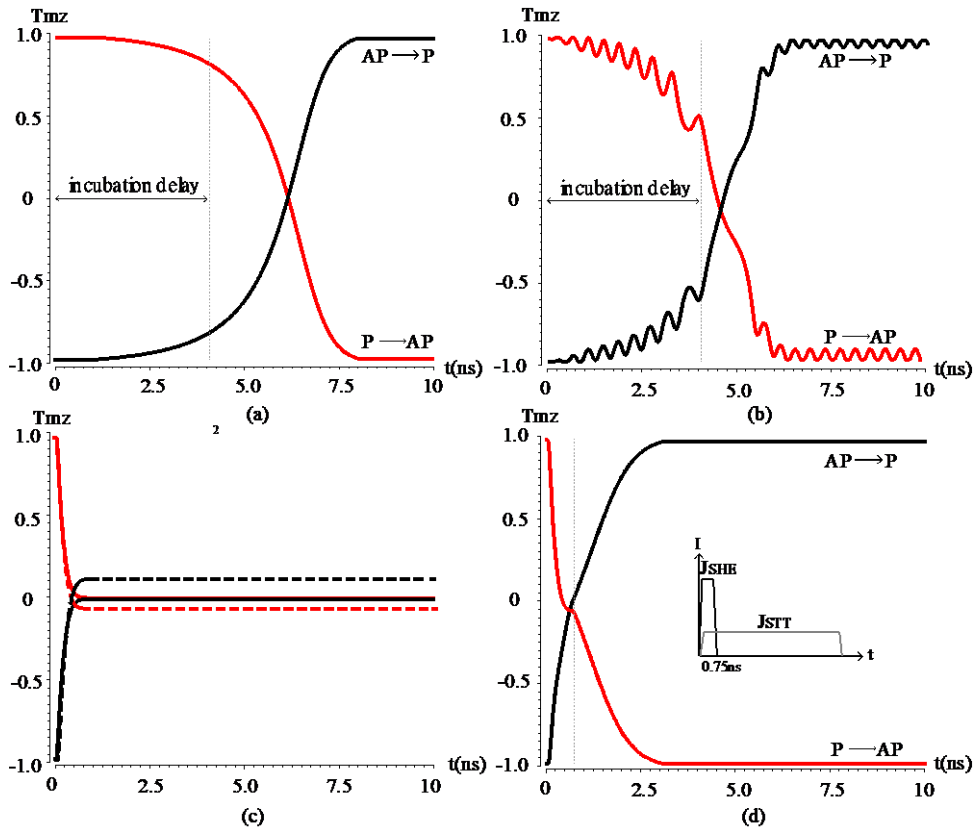 Tmz
1.0
AP → P
0.5
incubation delay
0
-0.5
P → AP
-1.0
0 2.5 5.0 7.5 10 t(ns)
(a)
Tmz
1.0
AP → P
0.5
incubation delay
0
-0.5
P → AP
-1.0
0 2.5 5.0 7.5 10 t(ns)
(b)
Tmz
2
1.0
0.5
0
-0.5
-1.0
0 2.5 5.0 7.5 10 t(ns)
(c)
Tmz
1.0
AP → P
0.5
I
JSHE
0
JSTT
t
0.75ns
-0.5
P → AP
-1.0
0 2.5 5.0 7.5 10 t(ns)
(d)